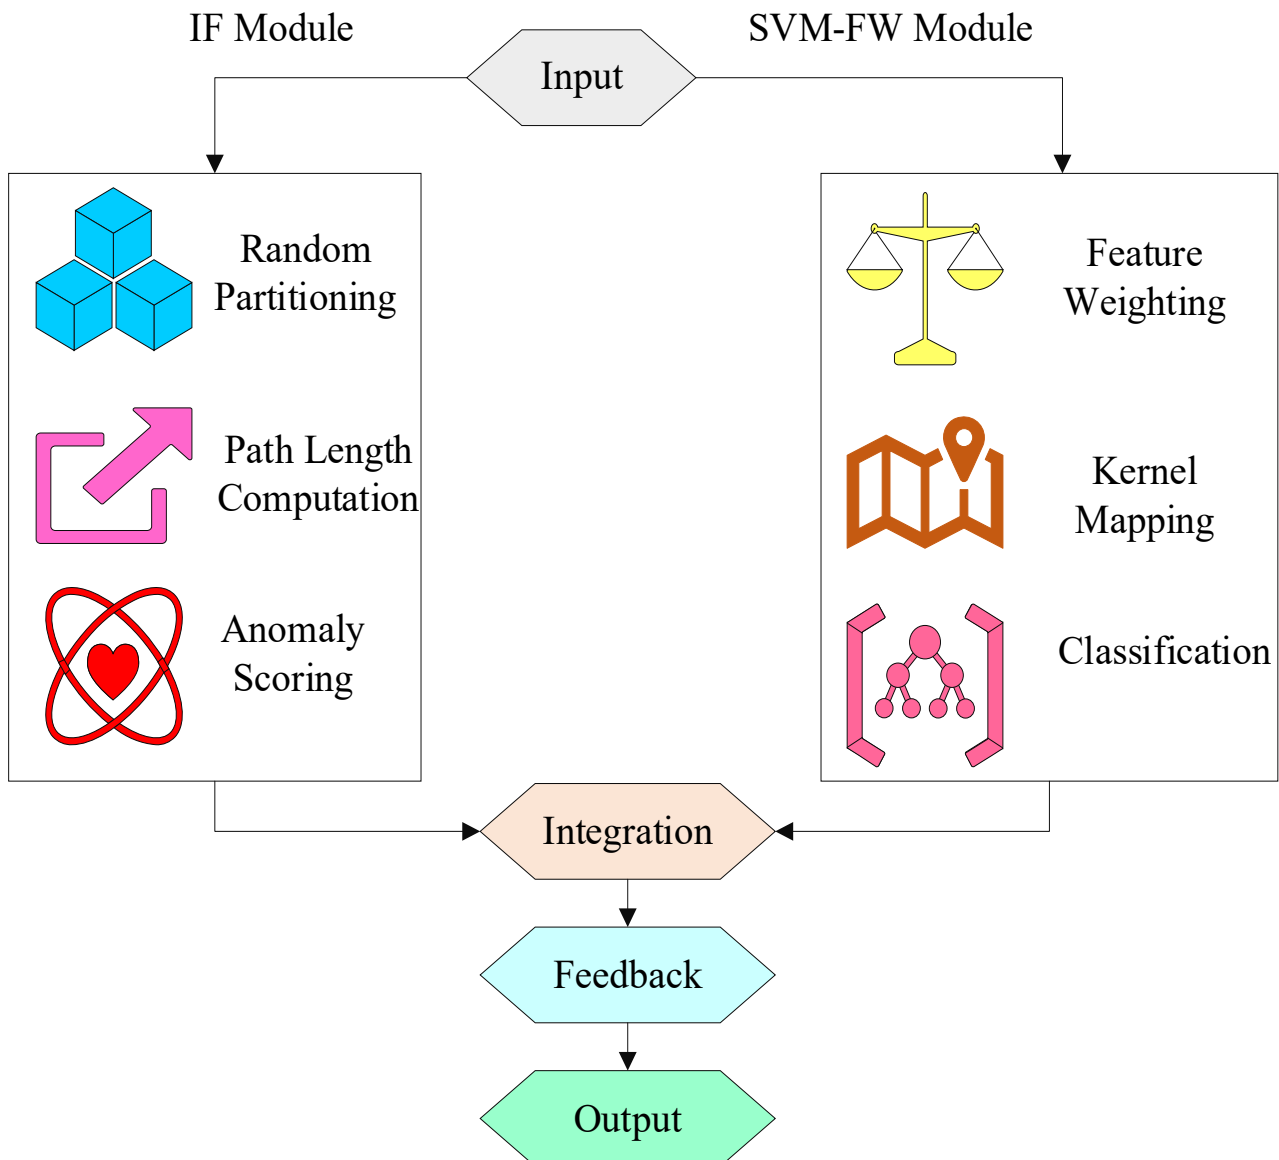 IF Module
SVM-FW Module
Input
Random
Partitioning
Path Length
Computation
Anomaly
Scoring
Feature
Weighting
Kernel
Mapping
Classification
Integration
Feedback
Output